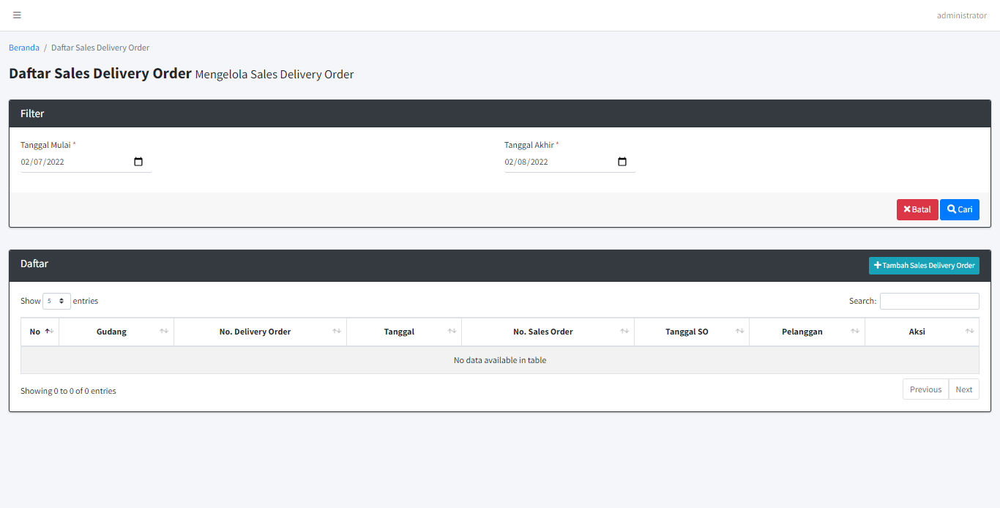 administrator
Beranda / Daftar Sales Delivery Order
Daftar Sales Delivery Order Mengelola Sales Delivery Order
Filter
Tanggal Mulai * Tanggal Akhir *
02/07/2022 02/08/2022
Batal Cari
Daftar Tambah Sales Delivery Order
Show 5 entries Search:
No Gudang No. Delivery Order Tanggal No. Sales Order Tanggal SO Pelanggan Aksi
No data available in table
Showing 0 to 0 of 0 entries Previous Next